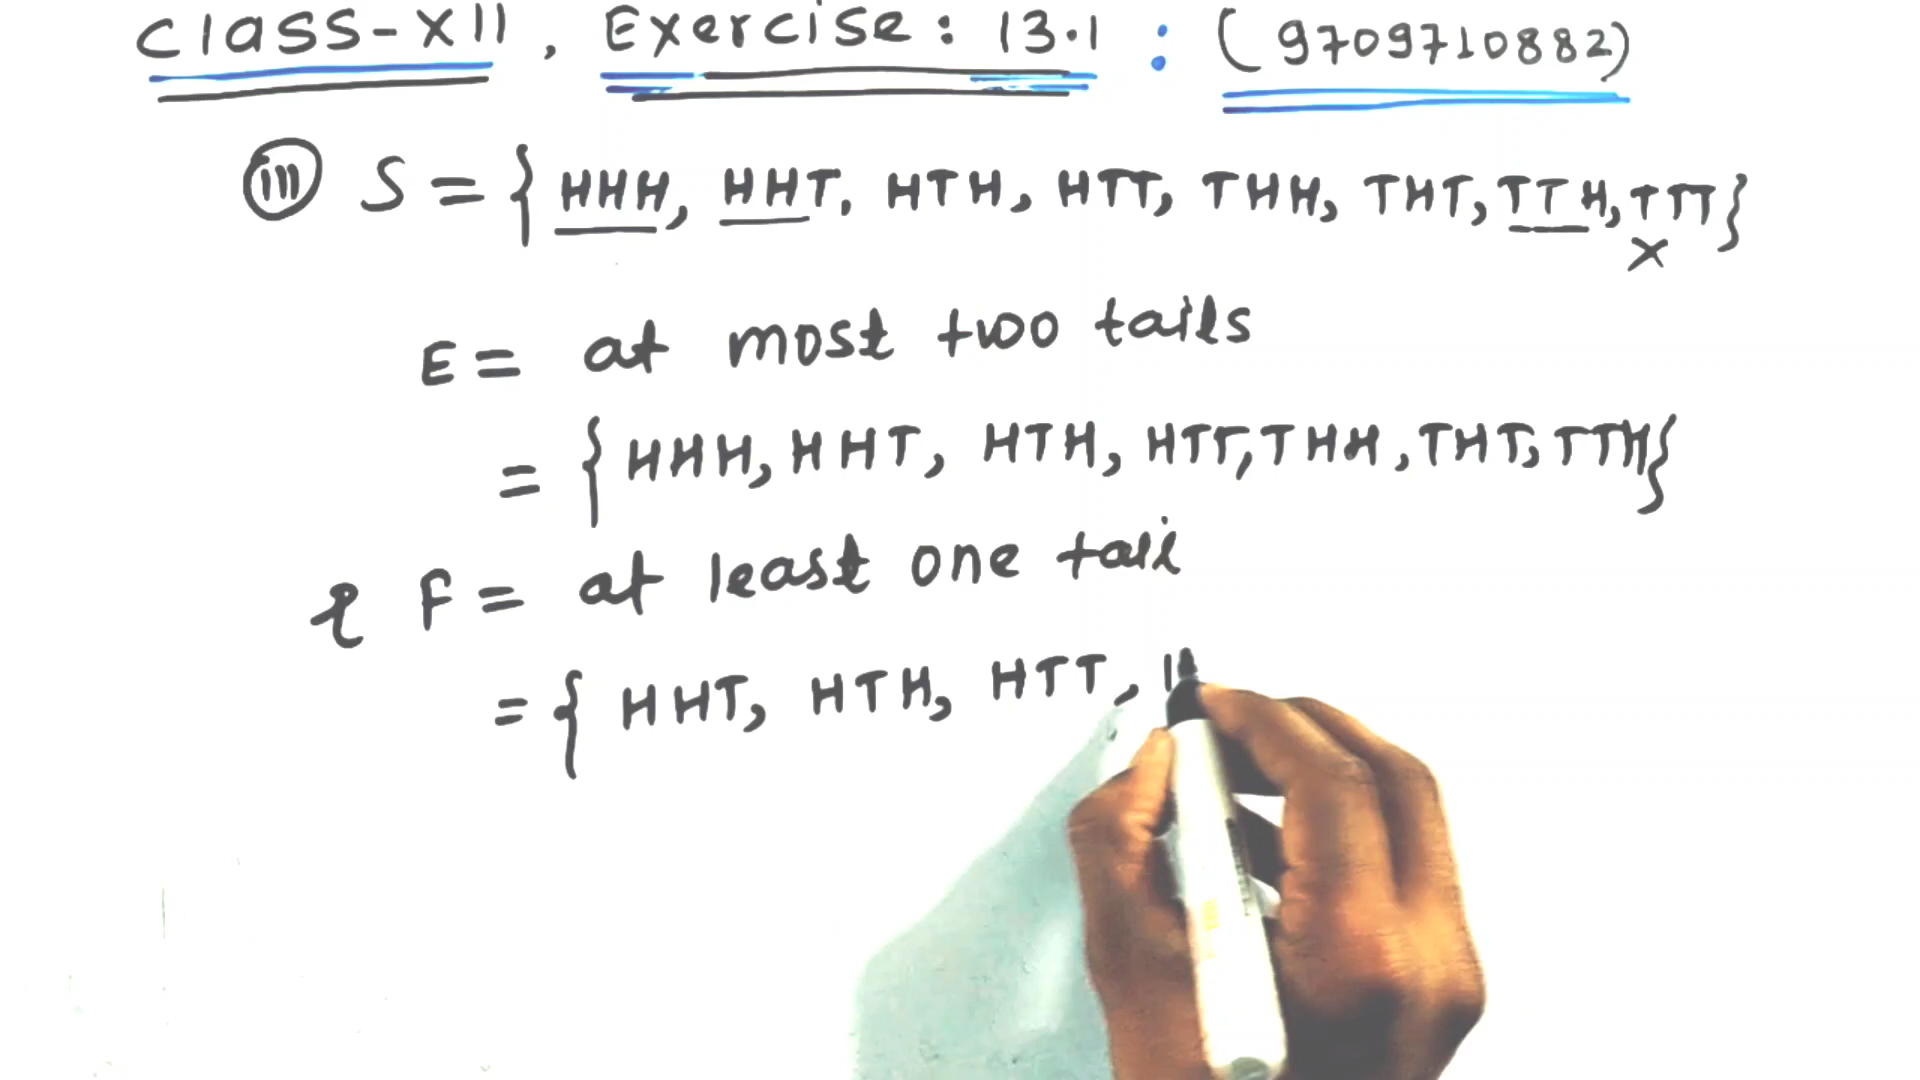 Class-XII, Exercise: 13.1 : (9709710882)
(iii) S = {HHH, HHT, HTH, HTT, THH, THT, TTH, TTT}
x
E = at most two tails
= {HHH, HHT, HTH, HTT, THH, THT, TTH}
& F = at least one tail
= { HHT, HTH, HTT,